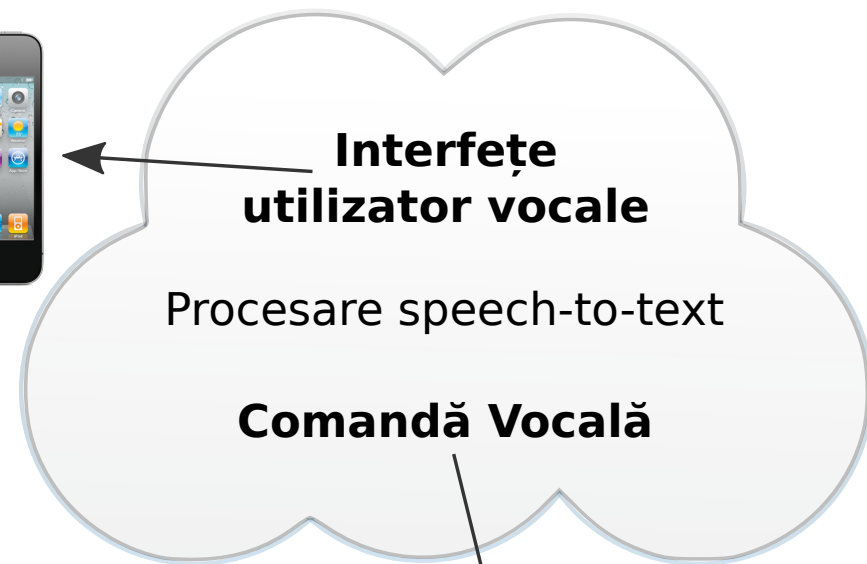 Interfețe
utilizator vocale
Procesare speech-to-text
Comandă Vocală